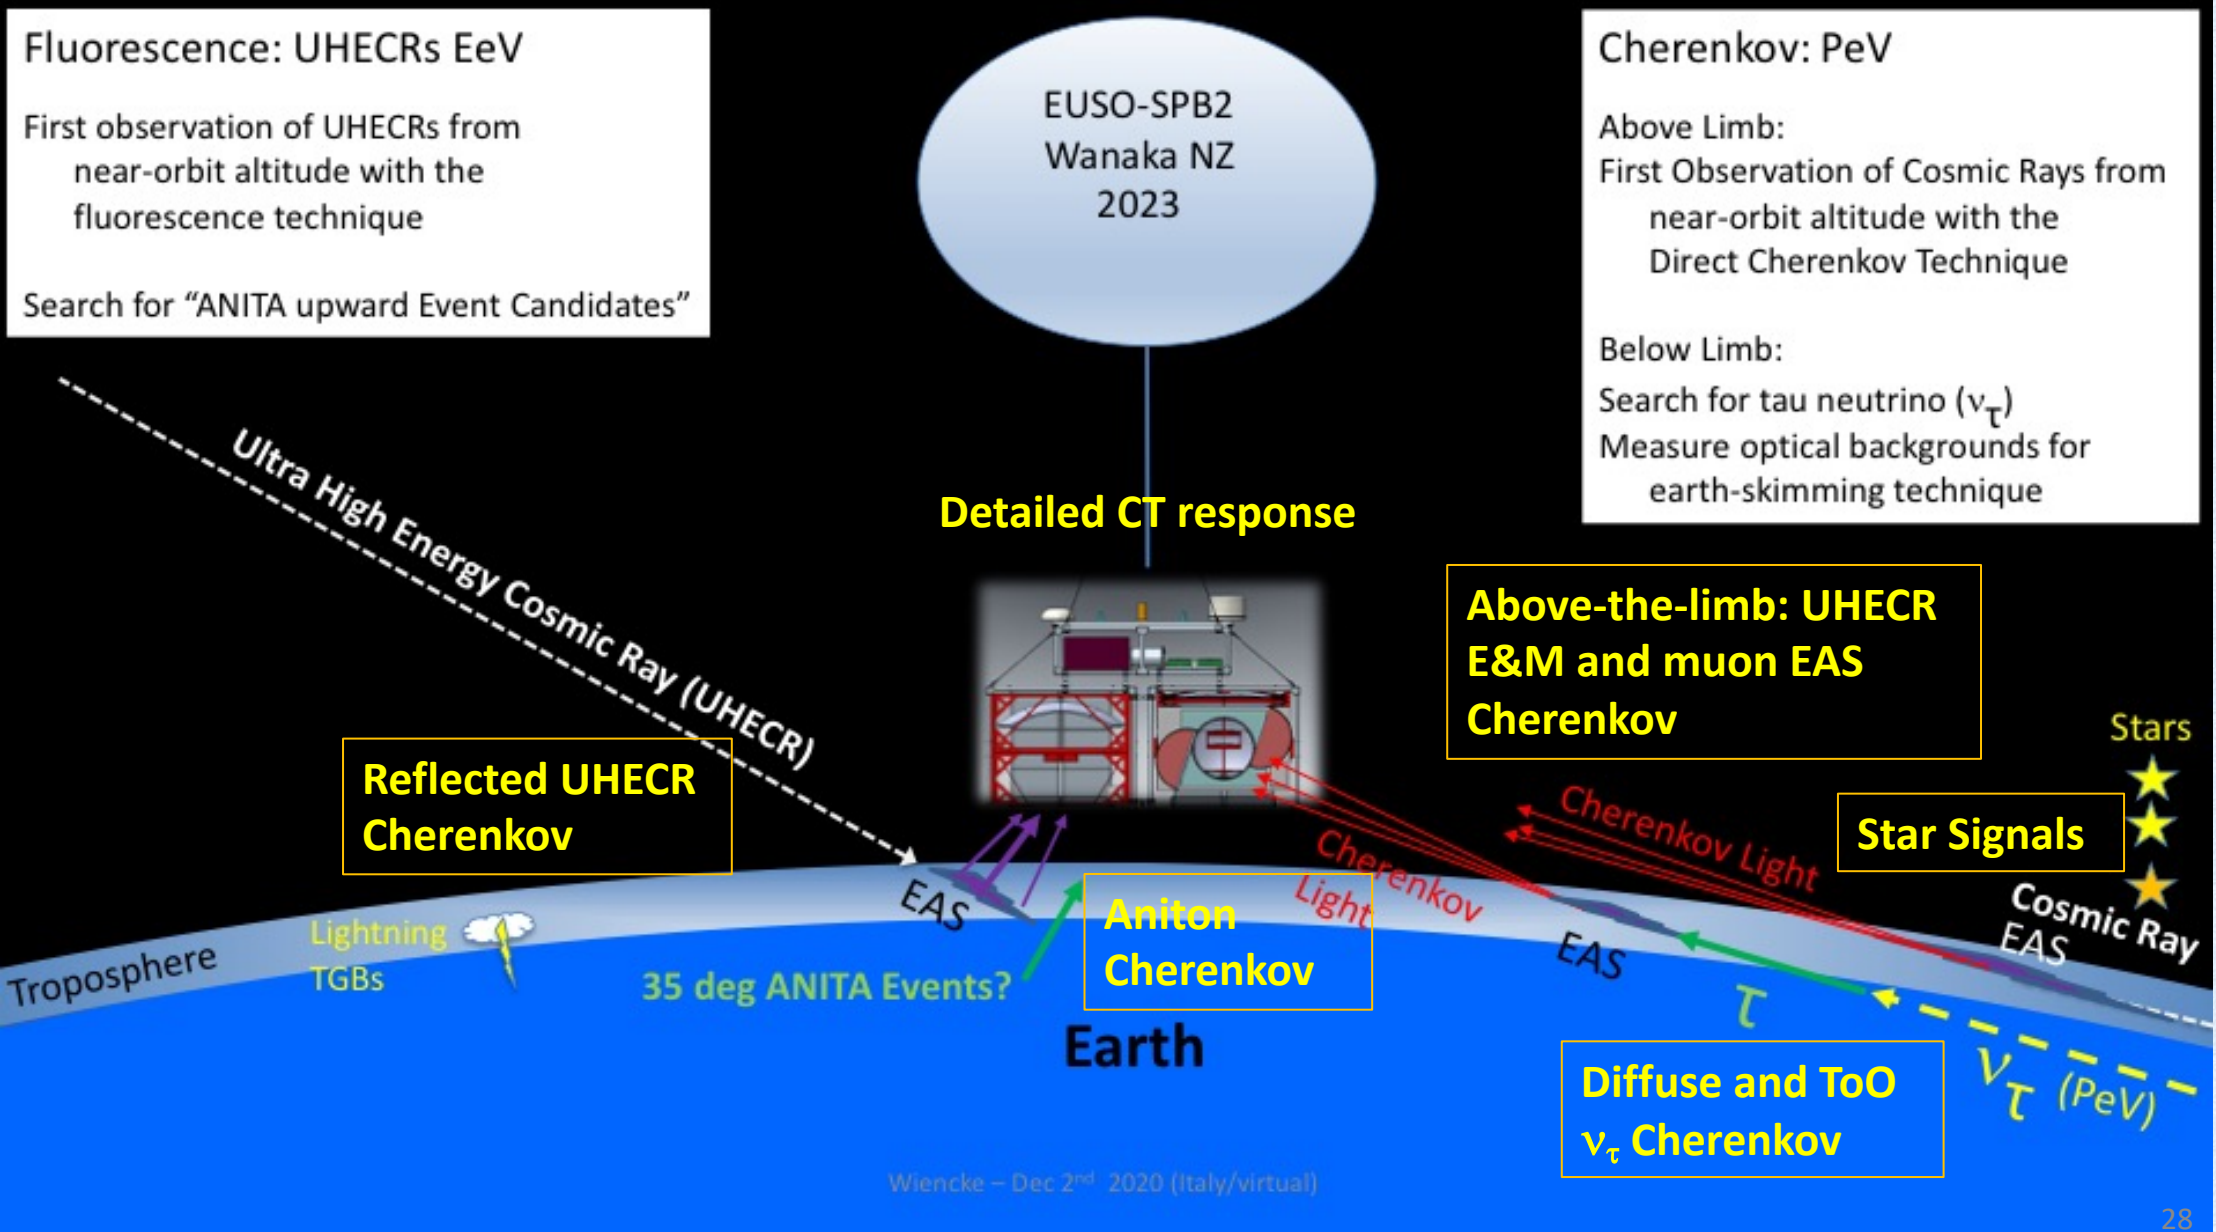 Fluorescence: UHECRs EeV
First observation of UHECRs from
near-orbit altitude with the
fluorescence technique
Search for “ANITA upward Event Candidates”
EUSO-SPB2
Wanaka NZ
2023
Cherenkov: PeV
Above Limb:
First Observation of Cosmic Rays from
near-orbit altitude with the
Direct Cherenkov Technique
Below Limb:
Search for tau neutrino (ντ)
Measure optical backgrounds for
earth-skimming technique
Ultra High Energy Cosmic Ray (UHECR)
Detailed CT response
Above-the-limb: UHECR
E&M and muon EAS
Cherenkov
Reflected UHECR
Cherenkov
Stars
Star Signals
Cherenkov Light
Cherenkov
Light
Cosmic Ray
EAS
EAS
EAS
Aniton
Cherenkov
Lightning
TGBs
Troposphere
35 deg ANITA Events?
τ
Earth
ντ (PeV)
Diffuse and ToO
ντ Cherenkov
Wiencke – Dec 2nd 2020 (Italy/virtual)
28